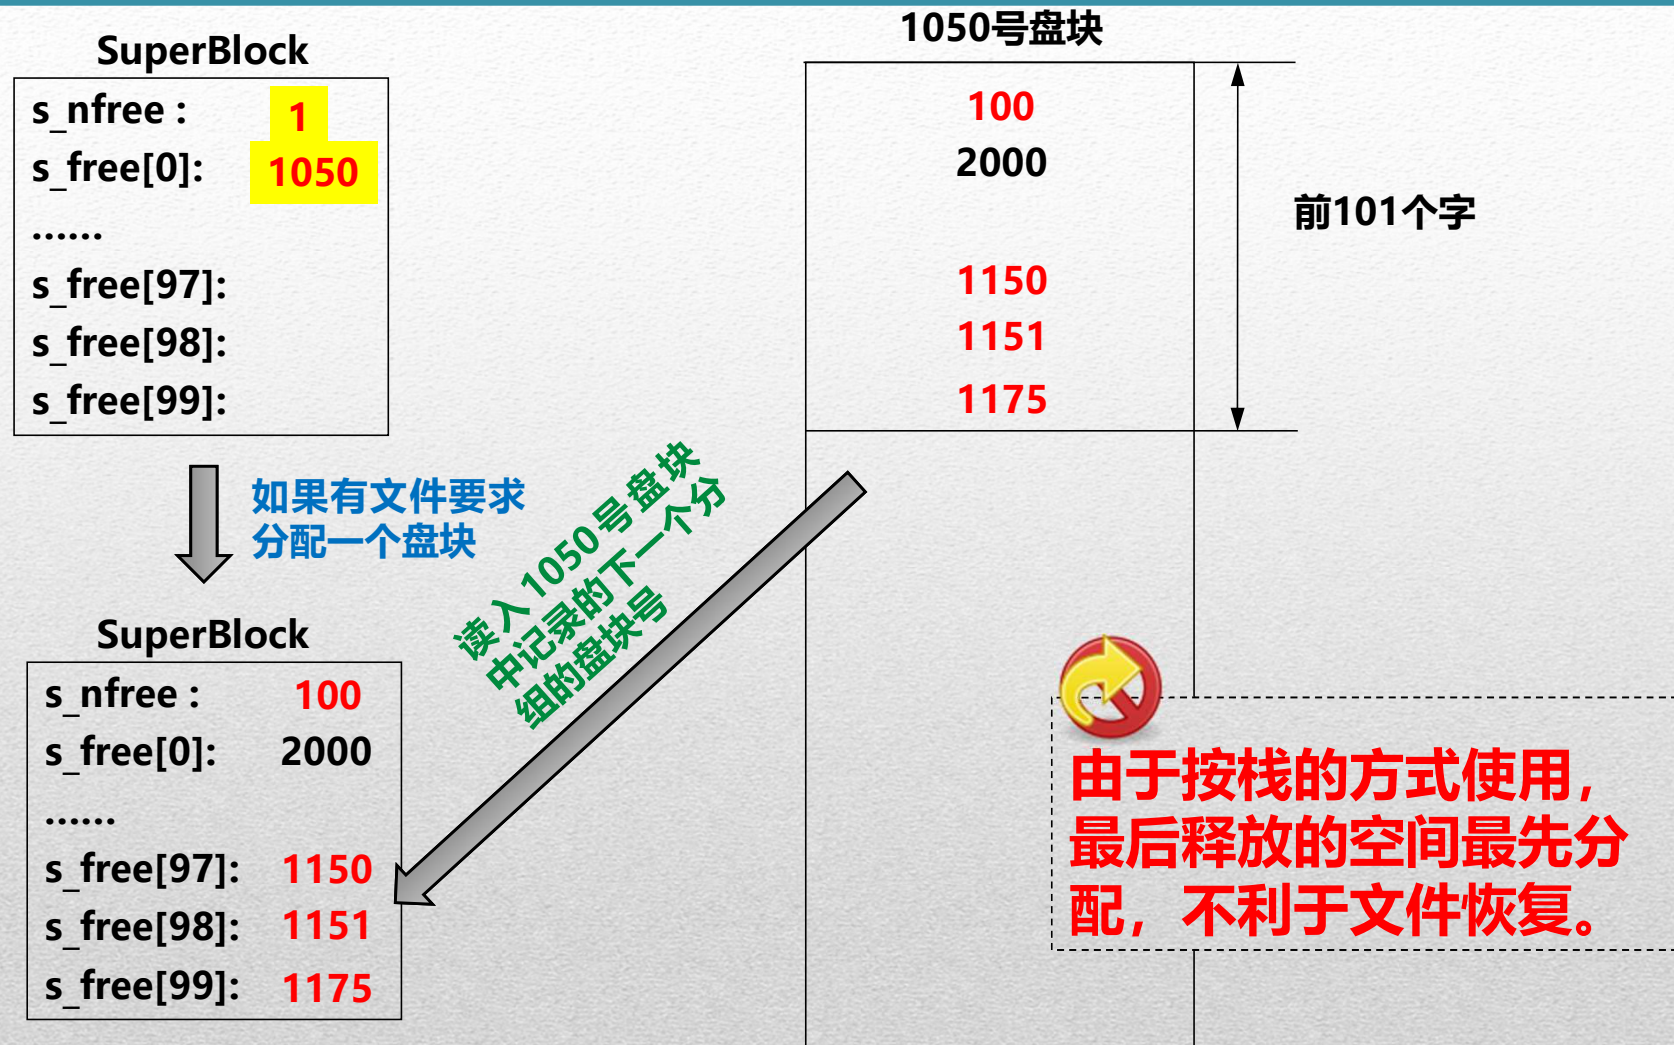 SuperBlock
s_nfree : 1
s_free[0]: 1050
......
s_free[97]:
s_free[98]:
s_free[99]:
如果有文件要求
分配一个盘块
SuperBlock
s_nfree : 100
s_free[0]: 2000
......
s_free[97]: 1150
s_free[98]: 1151
s_free[99]: 1175
读入 1050号盘块
中记录的下一个分
组的盘块号
1050号盘块
100
2000
1150
1151
1175
前101个字
由于按栈的方式使用，
最后释放的空间最先分
配，不利于文件恢复。